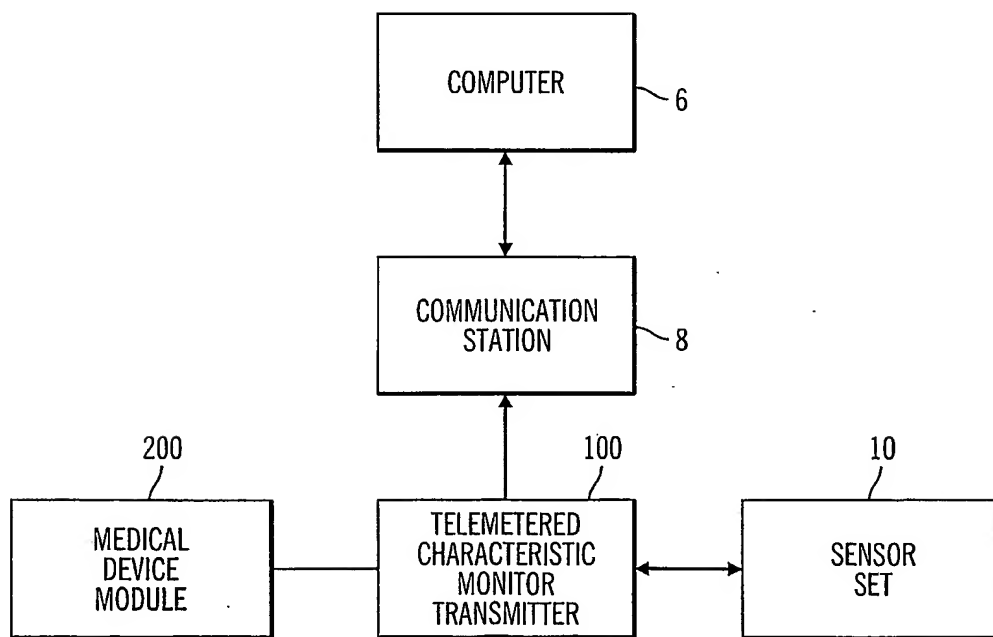 COMPUTER
6
COMMUNICATION
STATION
8
200
100
10
MEDICAL
DEVICE
MODULE
TELEMETERED
CHARACTERISTIC
MONITOR
TRANSMITTER
SENSOR
SET